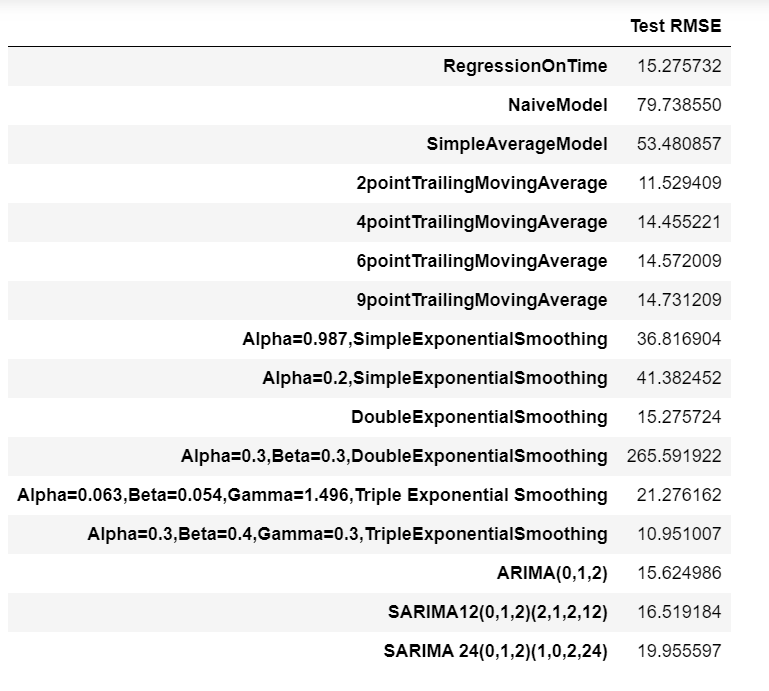 Test RMSE
RegressionOnTime 15.275732
NaiveModel 79.738550
SimpleAverageModel 53.480857
2pointTrailingMovingAverage 11.529409
4pointTrailingMovingAverage 14.455221
6pointTrailingMovingAverage 14.572009
9pointTrailingMovingAverage 14.731209
Alpha=0.987,SimpleExponentialSmoothing 36.816904
Alpha=0.2,SimpleExponentialSmoothing 41.382452
DoubleExponentialSmoothing 15.275724
Alpha=0.3,Beta=0.3,DoubleExponentialSmoothing 265.591922
Alpha=0.063,Beta=0.054,Gamma=1.496,Triple Exponential Smoothing 21.276162
Alpha=0.3,Beta=0.4,Gamma=0.3,TripleExponentialSmoothing 10.951007
ARIMA(0,1,2) 15.624986
SARIMA12(0,1,2)(2,1,2,12) 16.519184
SARIMA 24(0,1,2)(1,0,2,24) 19.955597